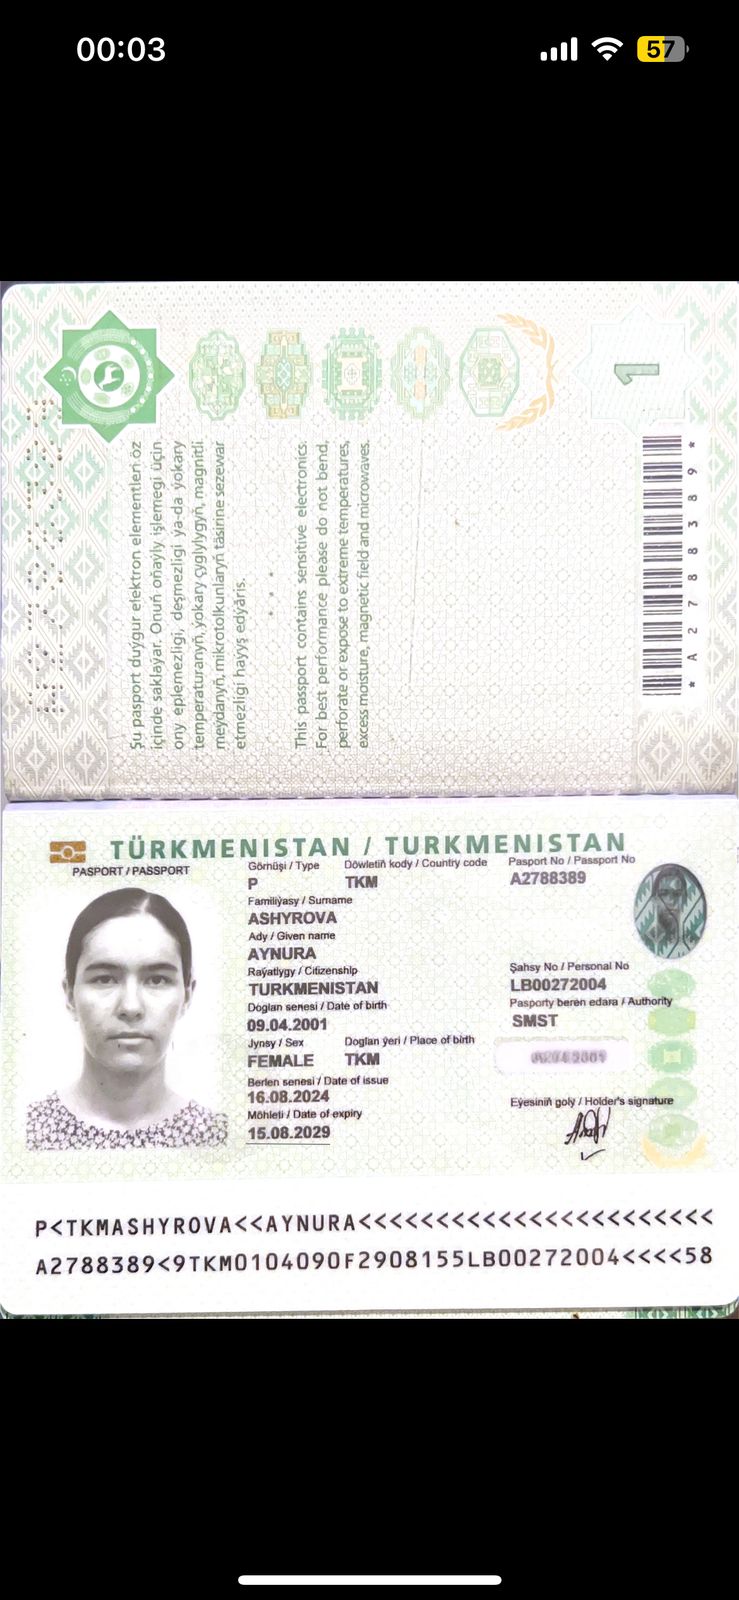 00:03
57
1
Şu pasport duýgur elektron elementleri öz
içinde saklaýar. Onuň oňaýly işlemegi üçin
ony eplemezligi, deşmezligi ýa-da ýokary
temperaturanyň, ýokary çyglylygyň, magnitli
meýdanyň, mikrotolkunlaryň täsirine sezewar
etmezligi haýyş edýäris.
* * *
This passport contains sensitive electronics.
For best performance please do not bend,
perforate or expose to extreme temperatures,
excess moisture, magnetic field and microwaves.
* A 2 7 8 8 3 8 9 *
TÜRKMENISTAN / TURKMENISTAN
PASPORT / PASSPORT
Görnüşi / Type Döwletiň kody / Country code Pasport No / Passport No
P TKM A2788389
Familiýasy / Surname
ASHYROVA
Ady / Given name
AYNURA
Raýatlygy / Citizenship Şahsy No / Personal No
TURKMENISTAN LB00272004
Doglan senesi / Date of birth Pasporty beren edara / Authority
09.04.2001 SMST
Jynsy / Sex Doglan ýeri / Place of birth
FEMALE TKM
Berlen senesi / Date of issue
16.08.2024
Möhleti / Date of expiry Eýesiniň goly / Holder's signature
15.08.2029
P<TKMASHYROVA<<AYNURA<<<<<<<<<<<<<<<<<<<<<<<
A2788389<9TKM0104090F2908155LB00272004<<<<58